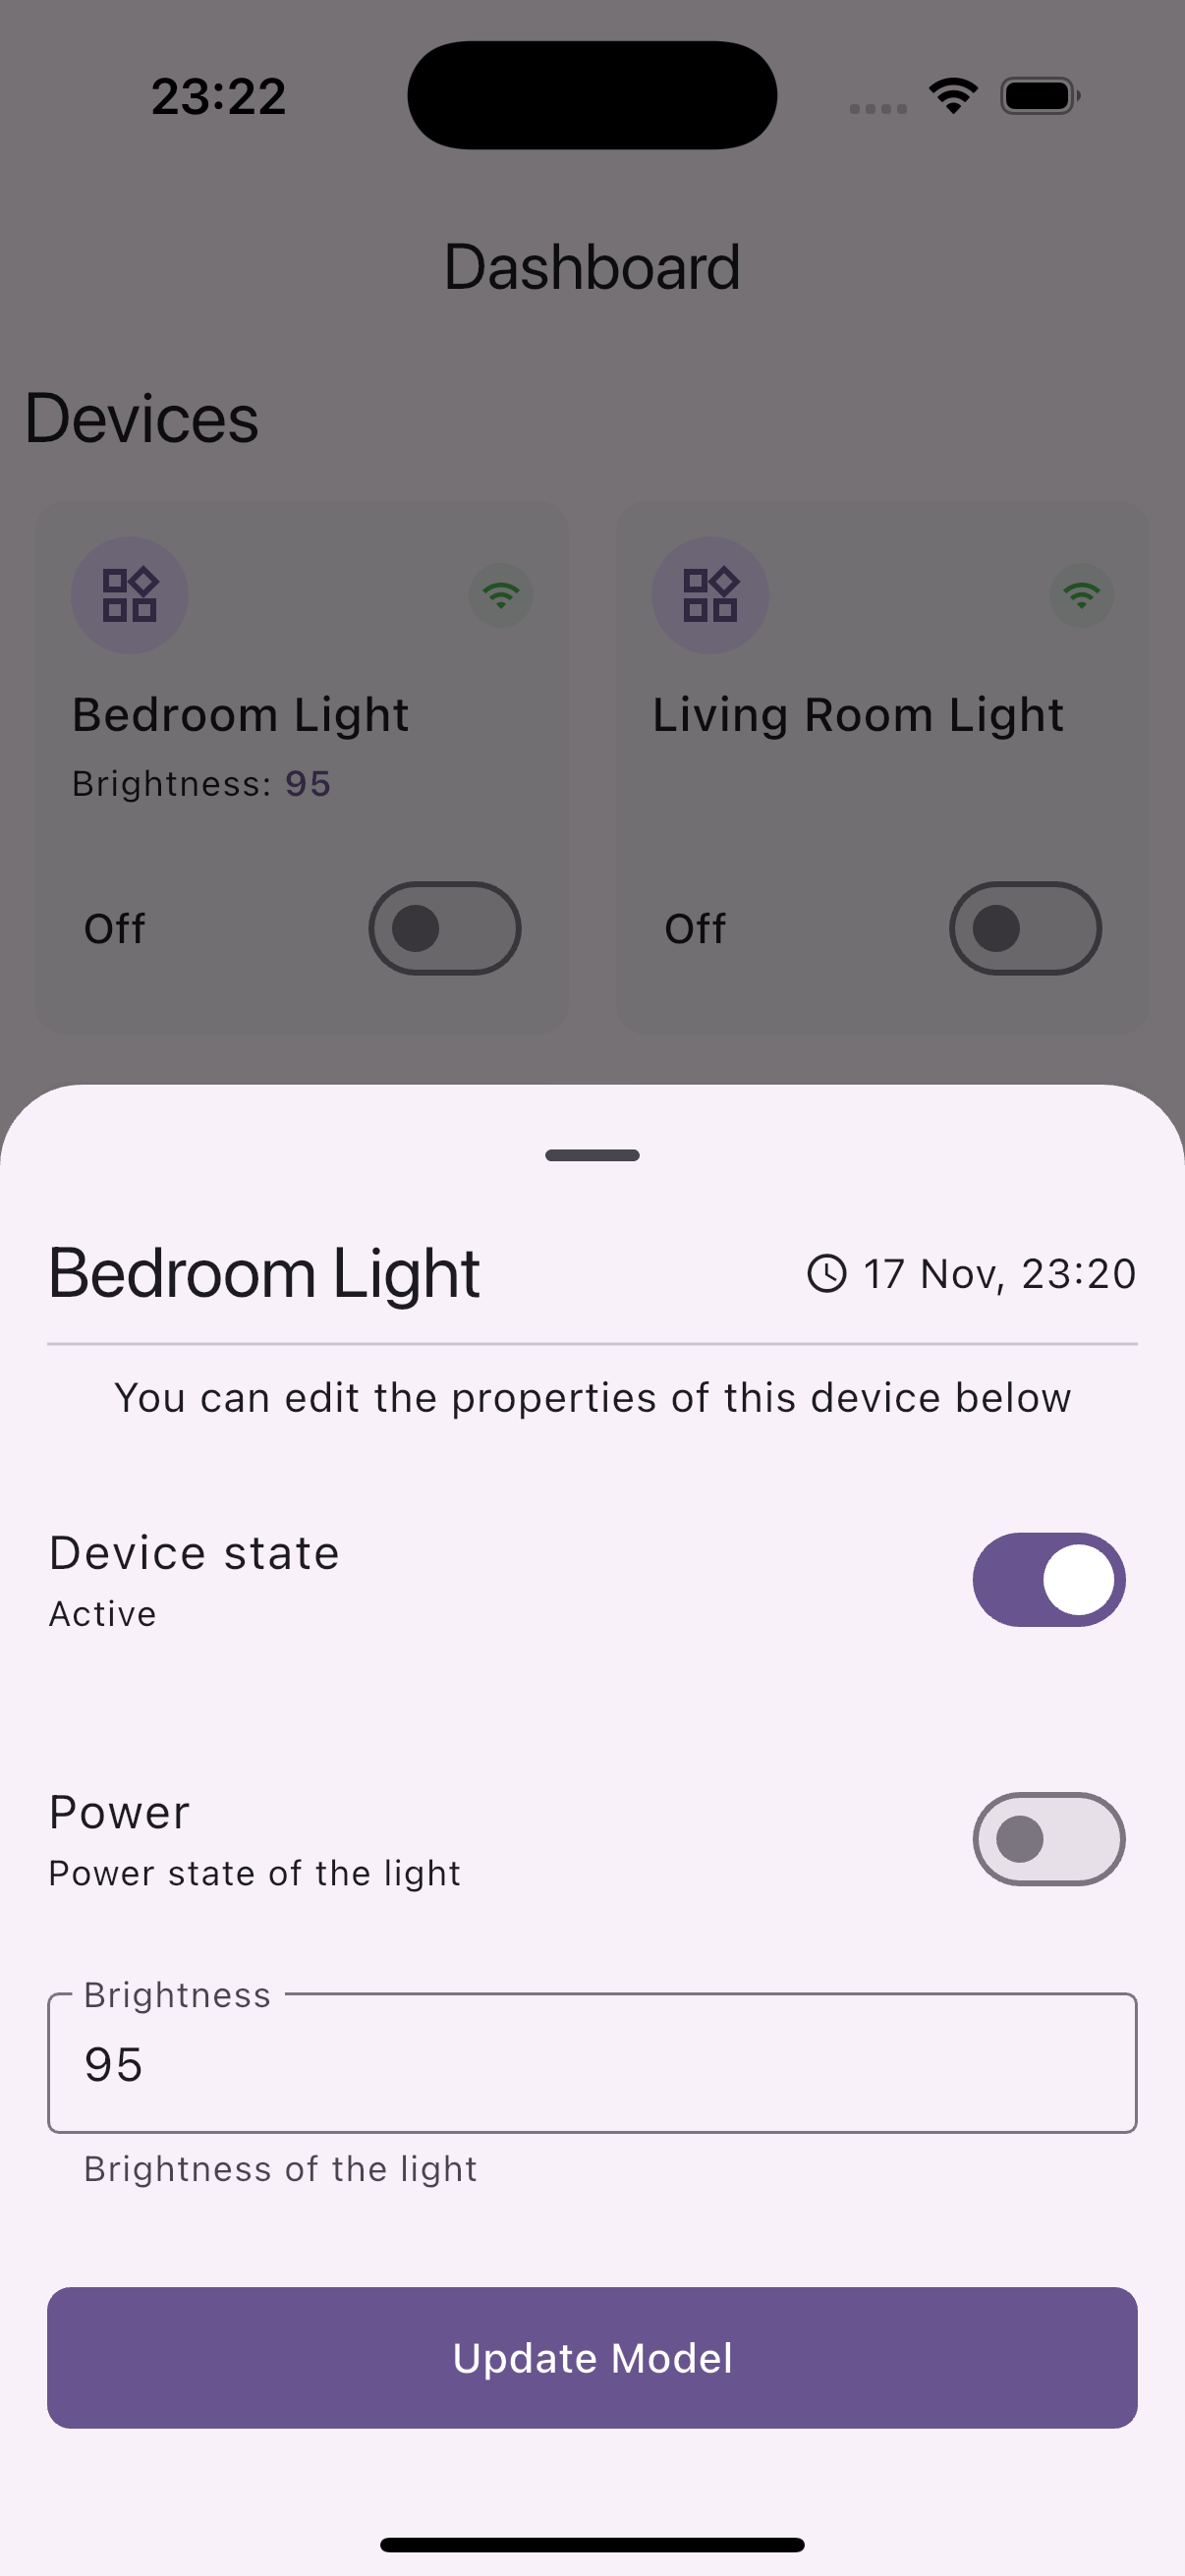 23:22
Dashboard
Devices
Bedroom Light
Brightness: 95
Off
Living Room Light
Off
Bedroom Light
17 Nov, 23:20
You can edit the properties of this device below
Device state
Active
Power
Power state of the light
Brightness
95
Brightness of the light
Update Model